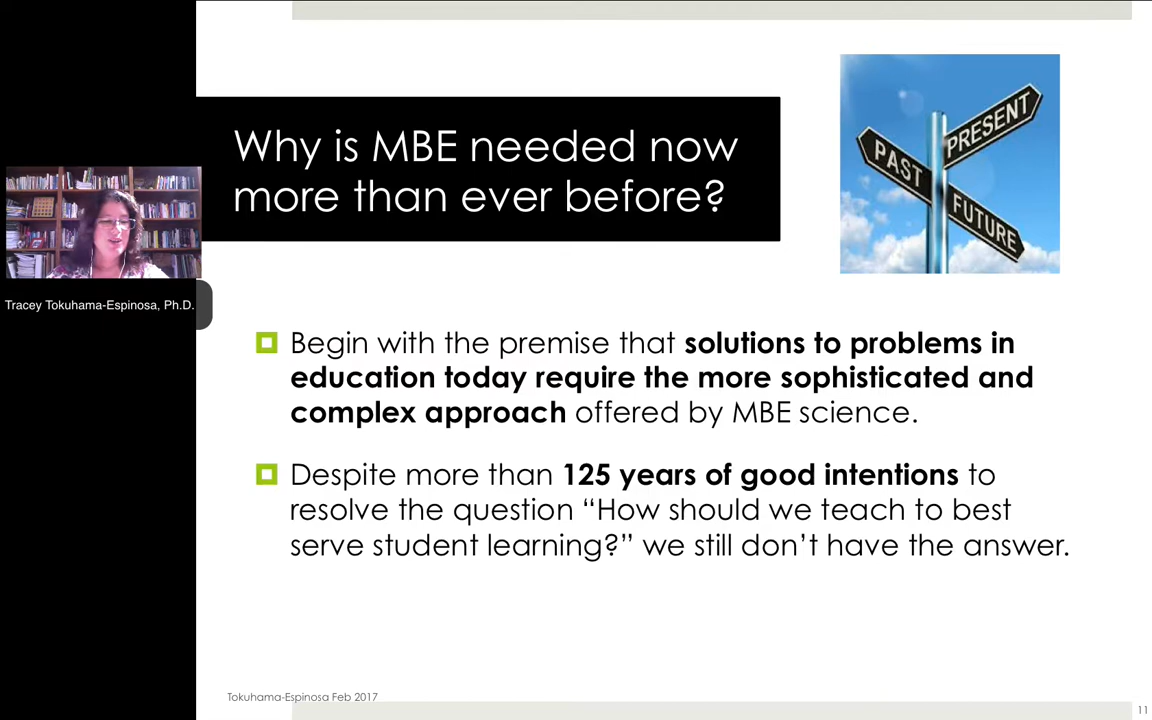 Why is MBE needed now
more than ever before?
PAST
PRESENT
FUTURE
Tracey Tokuhama-Espinosa, Ph.D.
Begin with the premise that solutions to problems in
education today require the more sophisticated and
complex approach offered by MBE science.
Despite more than 125 years of good intentions to
resolve the question “How should we teach to best
serve student learning?” we still don’t have the answer.
Tokuhama-Espinosa Feb 2017
11